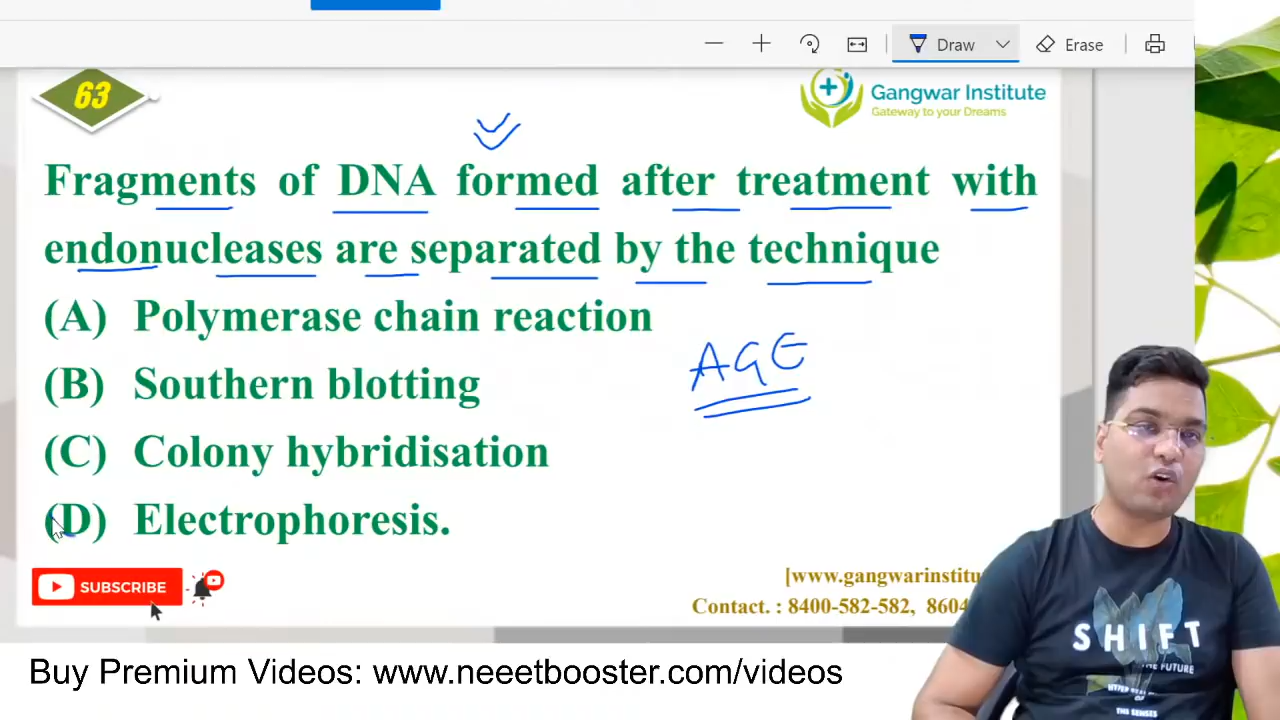 Draw
Erase
63
Gangwar Institute
Gateway to your Dreams
Fragments of DNA formed after treatment with
endonucleases are separated by the technique
(A) Polymerase chain reaction
AGE
(B) Southern blotting
(C) Colony hybridisation
(D) Electrophoresis.
SUBSCRIBE
[www.gangwarinstitu
Contact. : 8400-582-582, 8604
SHIFT
THE FUTURE
Buy Premium Videos: www.neeetbooster.com/videos